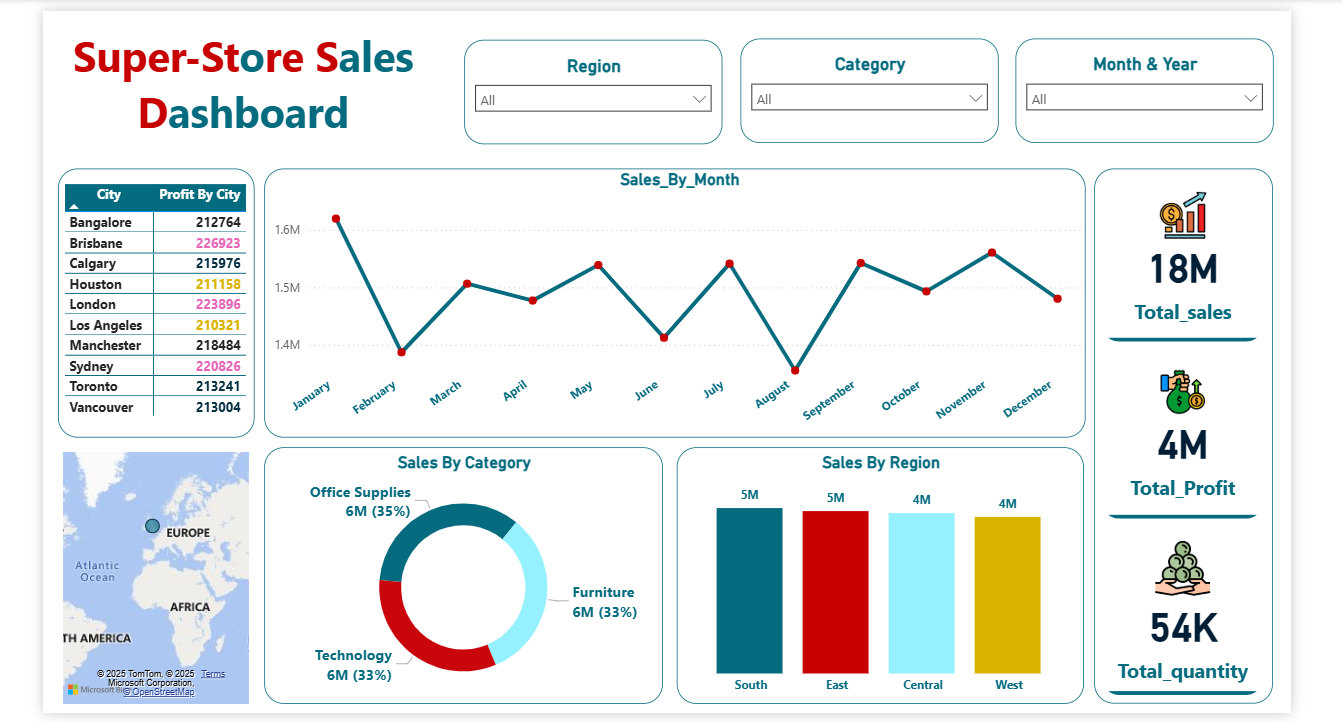 Super-Store Sales
Dashboard
Region
All
Category
All
Month & Year
All
City Profit By City
Bangalore 212764
Brisbane 226923
Calgary 215976
Houston 211158
London 223896
Los Angeles 210321
Manchester 218484
Sydney 220826
Toronto 213241
Vancouver 213004
Sales_By_Month
1.6M
1.5M
1.4M
January February March April May June July August September October November December
18M
Total_sales
4M
Total_Profit
54K
Total_quantity
EUROPE
Atlantic
Ocean
AFRICA
TH AMERICA
© 2025 TomTom, © 2025 Terms
Microsoft Corporation,
Microsoft Bi
© OpenStreetMap
Sales By Category
Office Supplies
6M (35%)
Furniture
6M (33%)
Technology
6M (33%)
Sales By Region
5M 5M 4M 4M
South East Central West